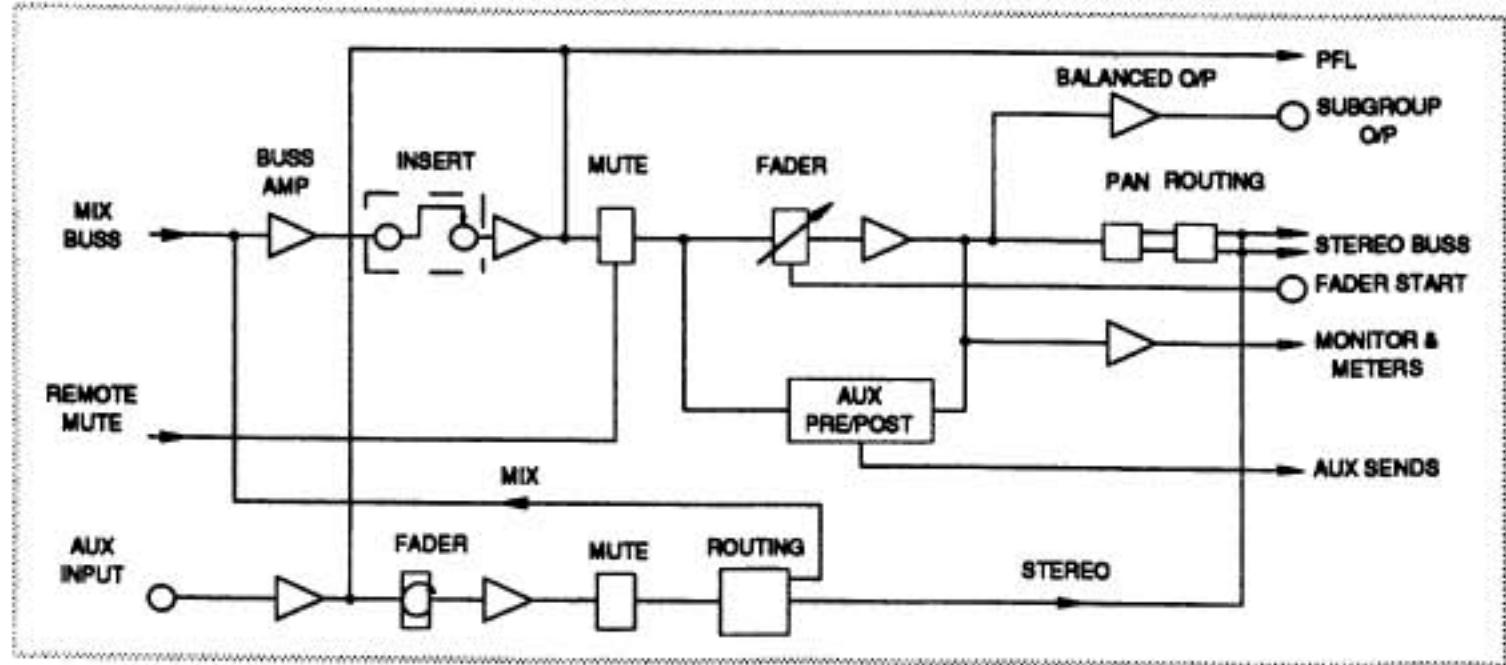 PFL
BALANCED O/P
SUBGROUP
O/P
BUSS
AMP
INSERT
MUTE
FADER
PAN ROUTING
MIX
BUSS
STEREO BUSS
FADER START
MONITOR &
METERS
REMOTE
MUTE
AUX
PRE/POST
AUX SENDS
MIX
AUX
INPUT
FADER
MUTE
ROUTING
STEREO